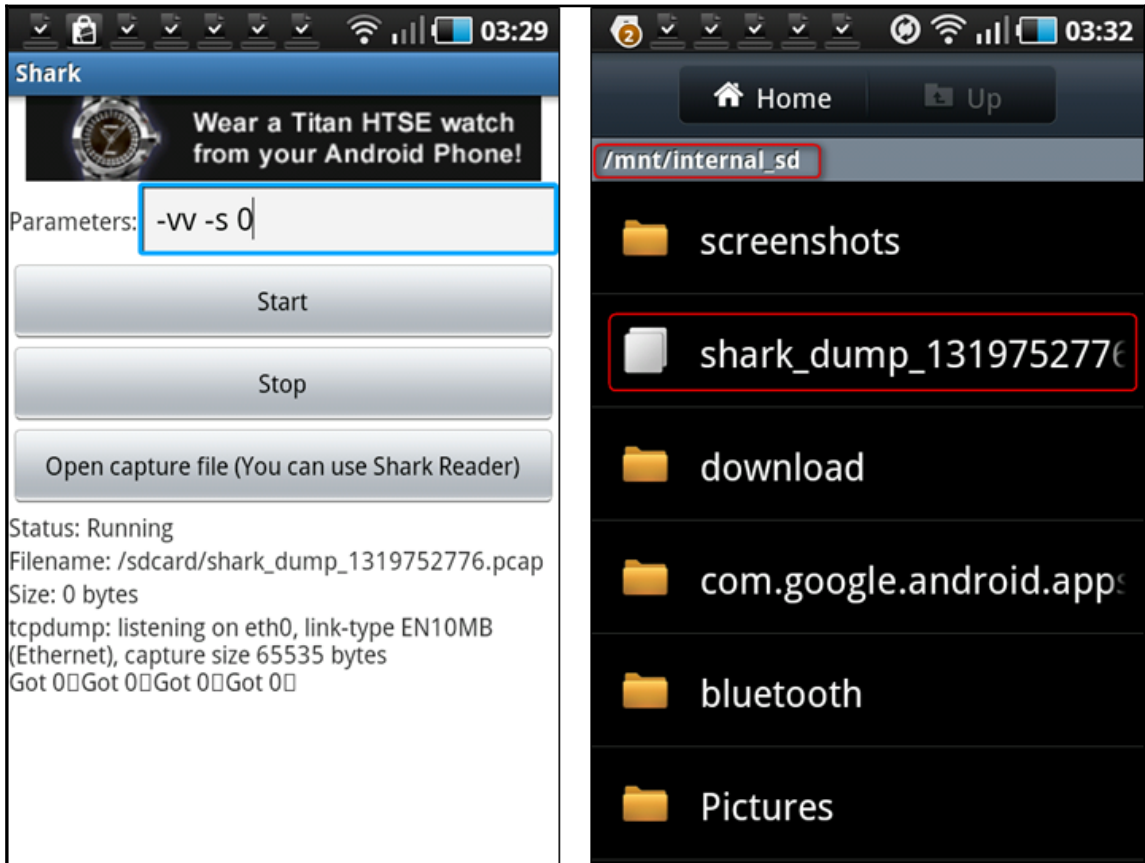 03:29
Shark
Wear a Titan HTSE watch
from your Android Phone!
Parameters: -vv -s 0
Start
Stop
Open capture file (You can use Shark Reader)
Status: Running
Filename: /sdcard/shark_dump_1319752776.pcap
Size: 0 bytes
tcpdump: listening on eth0, link-type EN10MB
(Ethernet), capture size 65535 bytes
Got 0▯Got 0▯Got 0▯Got 0▯
2 03:32
Home Up
/mnt/internal_sd
screenshots
shark_dump_1319752776
download
com.google.android.apps
bluetooth
Pictures